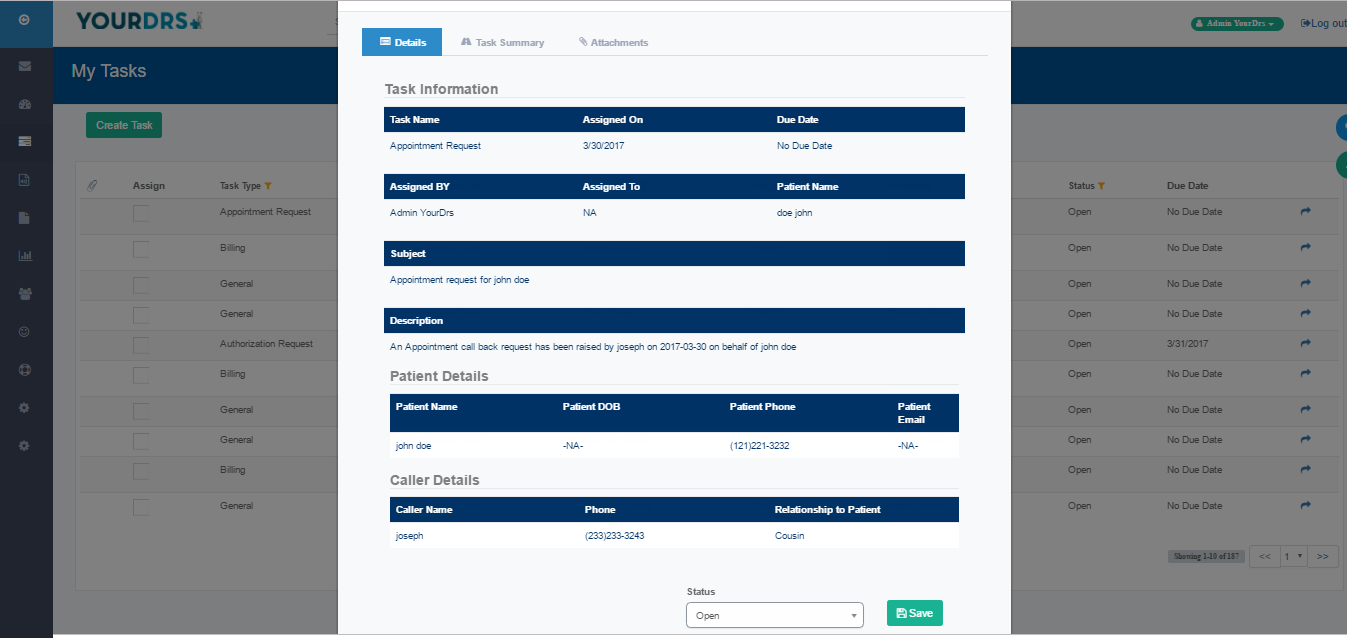 YOURDRS
Admin YourDrs
Log out
My Tasks
Create Task
Details
Task Summary
Attachments
Task Information
Task Name Assigned On Due Date
Appointment Request 3/30/2017 No Due Date
Assigned BY Assigned To Patient Name
Admin YourDrs NA doe john
Subject
Appointment request for john doe
Description
An Appointment call back request has been raised by joseph on 2017-03-30 on behalf of john doe
Patient Details
Patient Name Patient DOB Patient Phone Patient
Email
john doe -NA- (121)221-3232 -NA-
Caller Details
Caller Name Phone Relationship to Patient
joseph (233)233-3243 Cousin
Status
Open
Save
Assign Task Type Status Due Date
Appointment Request Open No Due Date
Billing Open No Due Date
General Open No Due Date
General Open No Due Date
Authorization Request Open 3/31/2017
Billing Open No Due Date
General Open No Due Date
General Open No Due Date
Billing Open No Due Date
General Open No Due Date
Showing 1-10 of 187 << 1 >>